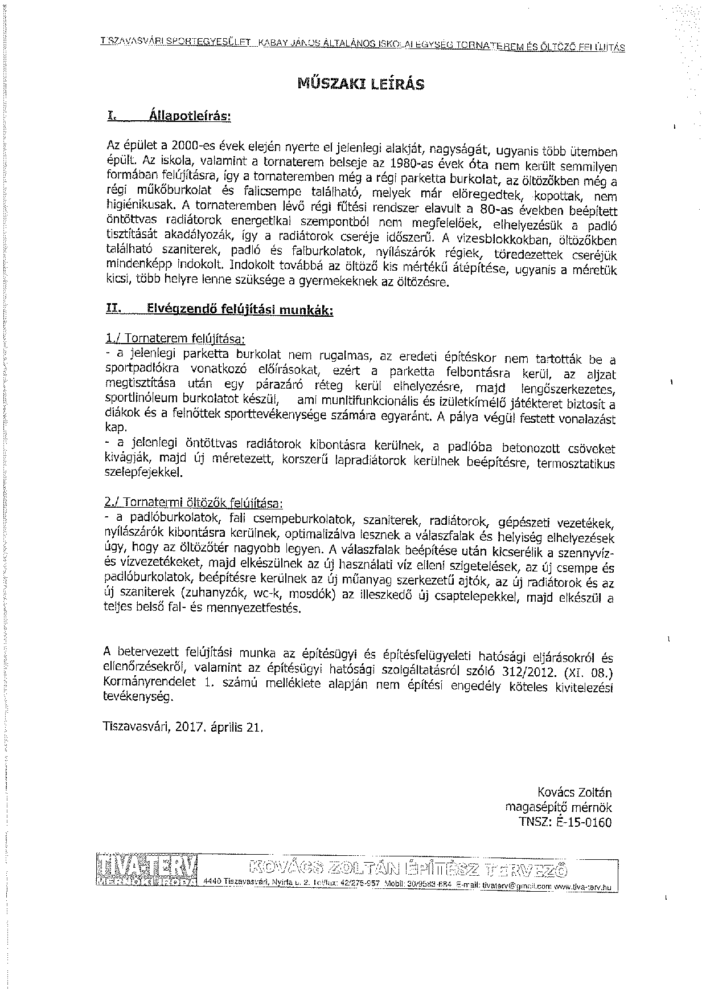 TISZAVASVÁRI SPORTEGYESÜLET KABAY JÁNOS ÁLTALÁNOS ISKOLAI EGYSÉG TORNATEREM ÉS ÖLTÖZŐ FELÚJÍTÁS
MŰSZAKI LEÍRÁS
I. Állapotleírás:
Az épület a 2000-es évek elején nyerte el jelenlegi alakját, nagyságát, ugyanis több ütemben
épült. Az iskola, valamint a tornaterem belseje az 1980-as évek óta nem került semmilyen
formában felújításra, így a tornateremben még a régi parketta burkolat, az öltözőkben még a
régi műkőburkolat és falicsempe található, melyek már elöregedtek, kopottak, nem
higiénikusak. A tornateremben lévő régi fűtési rendszer elavult a 80-as években beépített
öntöttvas radiátorok energetikai szempontból nem megfelelőek, elhelyezésük a padló
tisztítását akadályozák, így a radiátorok cseréje időszerű. A vizesblokkokban, öltözőkben
található szaniterek, padló és falburkolatok, nyílászárók régiek, töredezettek cseréjük
mindenképp indokolt. Indokolt továbbá az öltöző kis mértékű átépítése, ugyanis a méretük
kicsi, több helyre lenne szüksége a gyermekeknek az öltözésre.
II. Elvégzendő felújítási munkák:
1./ Tornaterem felújítása:
- a jelenlegi parketta burkolat nem rugalmas, az eredeti építéskor nem tartották be a
sportpadlókra vonatkozó előírásokat, ezért a parketta felbontásra kerül, az aljzat
megtisztítása után egy párazáró réteg kerül elhelyezésre, majd lengőszerkezetes,
sportlinóleum burkolatot készül, ami munltifunkcionális és izületkímélő játékteret biztosít a
diákok és a felnőttek sporttevékenysége számára egyaránt. A pálya végül festett vonalazást
kap.
- a jelenlegi öntöttvas radiátorok kibontásra kerülnek, a padlóba betonozott csöveket
kivágják, majd új méretezett, korszerű lapradiátorok kerülnek beépítésre, termosztatikus
szelepfejekkel.
2./ Tornatermi öltözők felújítása:
- a padlóburkolatok, fali csempeburkolatok, szaniterek, radiátorok, gépészeti vezetékek,
nyílászárók kibontásra kerülnek, optimalizálva lesznek a válaszfalak és helyiség elhelyezések
úgy, hogy az öltözőtér nagyobb legyen. A válaszfalak beépítése után kicserélik a szennyvíz-
és vízvezetékeket, majd elkészülnek az új használati víz elleni szigetelések, az új csempe és
padlóburkolatok, beépítésre kerülnek az új műanyag szerkezetű ajtók, az új radiátorok és az
új szaniterek (zuhanyzók, wc-k, mosdók) az illeszkedő új csaptelepekkel, majd elkészül a
teljes belső fal- és mennyezetfestés.
A betervezett felújítási munka az építésügyi és építésfelügyeleti hatósági eljárásokról és
ellenőrzésekről, valamint az építésügyi hatósági szolgáltatásról szóló 312/2012. (XI. 08.)
Kormányrendelet 1. számú melléklete alapján nem építési engedély köteles kivitelezési
tevékenység.
Tiszavasvári, 2017. április 21.
Kovács Zoltán
magasépítő mérnök
TNSZ: É-15-0160
TIVA-TERV
MÉRNÖKI IRODA
KOVÁCS ZOLTÁN ÉPÍTÉSZ TERVEZŐ
4440 Tiszavasvári, Nyírfa u. 2. Tel/fax: 42/275-957 Mobil: 30/9583-684 E-mail: tivaterv@gmail.com www.tiva-terv.hu